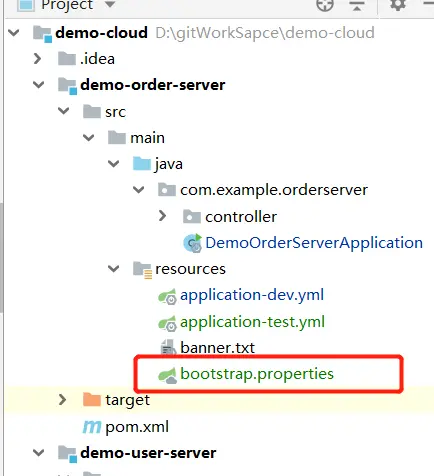 Project
demo-cloud D:\gitWorkSapce\demo-cloud
.idea
demo-order-server
src
main
java
com.example.orderserver
controller
DemoOrderServerApplication
resources
application-dev.yml
application-test.yml
banner.txt
bootstrap.properties
target
pom.xml
demo-user-server